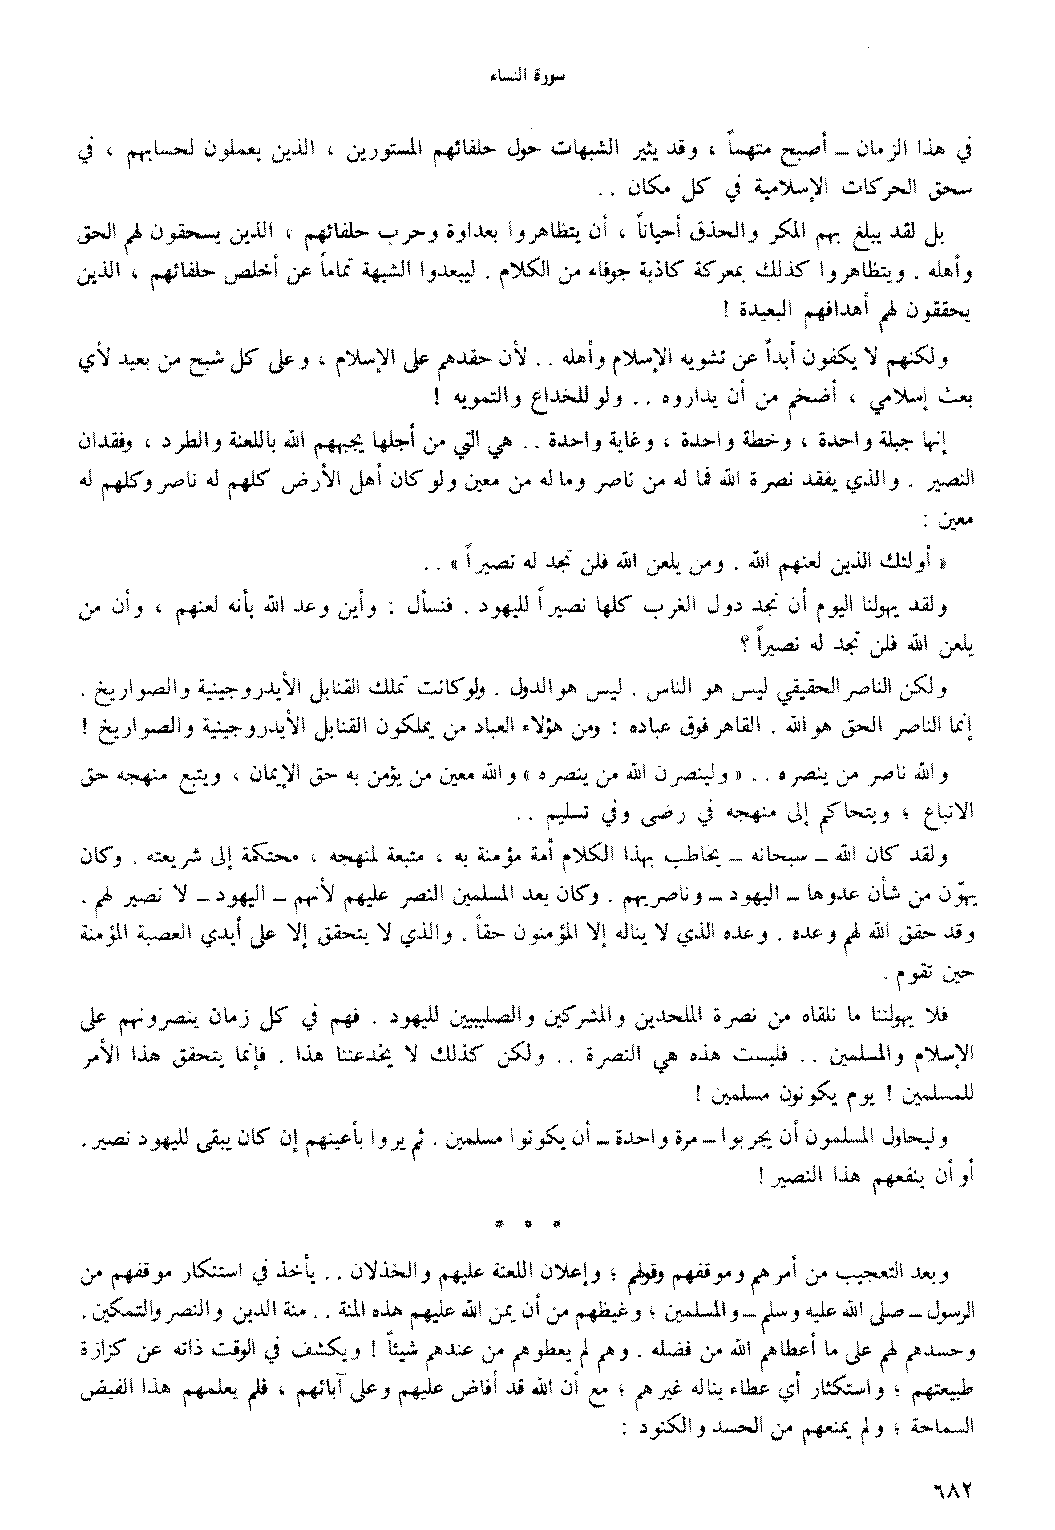 سورة النساء
في هذا الزمان – أصبح متهماً ، وقد يثير الشبهات حول حلفائهم المستورين ، الذين يعملون لحسابهم ، في
سحق الحركات الإسلامية في كل مكان ..
بل لقد يبلغ بهم المكر والحذق أحياناً ، أن يتظاهروا بعداوة وحرب حلفائهم ، الذين يسحقون لهم الحق
وأهله . ويتظاهروا كذلك بمعركة كاذبة جوفاء من الكلام . ليبعدوا الشبهة تماماً عن أخلص حلفائهم ، الذين
يحققون لهم أهدافهم البعيدة !
ولكنهم لا يكفون أبداً عن تشويه الإسلام وأهله .. لأن حقدهم على الإسلام ، وعلى كل شبح من بعيد لأي
بعث إسلامي ، أضخم من أن يداروه .. ولو للخداع والتمويه !
إنها جبلة واحدة ، وخطة واحدة ، وغاية واحدة .. هي التي من أجلها يجبههم الله باللعنة والطرد ، وفقدان
النصير . والذي يفقد نصرة الله فما له من ناصر وما له من معين ولو كان أهل الأرض كلهم له ناصر وكلهم له
معين :
« أولئك الذين لعنهم الله . ومن يلعن الله فلن تجد له نصيراً » ..
ولقد يهولنا اليوم أن نجد دول الغرب كلها نصيراً لليهود . فنسأل : وأين وعد الله بأنه لعنهم ، وأن من
يلعن الله فلن تجد له نصيراً ؟
ولكن الناصر الحقيقي ليس هو الناس . ليس هو الدول . ولو كانت تملك القنابل الأيدروجينية والصواريخ .
إنما الناصر الحق هو الله . القاهر فوق عباده : ومن هؤلاء العباد من يملكون القنابل الأيدروجينية والصواريخ !
والله ناصر من ينصره .. « ولينصرن الله من ينصره » والله معين من يؤمن به حق الإيمان ، ويتبع منهجه حق
الاتباع ؛ ويتحاكم إلى منهجه في رضى وفي تسليم ..
ولقد كان الله – سبحانه – يخاطب بهذا الكلام أمة مؤمنة به ، متبعة لمنهجه ، محتكمة إلى شريعته . وكان
يهوّن من شأن عدوها – اليهود – وناصريهم . وكان يعد المسلمين النصر عليهم لأنهم – اليهود – لا نصير لهم .
وقد حقق الله لهم وعده . وعده الذي لا يناله إلا المؤمنون حقاً . والذي لا يتحقق إلا على أيدي العصبة المؤمنة
حين تقوم .
فلا يهولننا ما نلقاه من نصرة الملحدين والمشركين والصليبيين لليهود . فهم في كل زمان ينصرونهم على
الإسلام والمسلمين .. فليست هذه هي النصرة .. ولكن كذلك لا يخدعننا هذا . فإنما يتحقق هذا الأمر
للمسلمين ! يوم يكونون مسلمين !
وليحاول المسلمون أن يجربوا – مرة واحدة – أن يكونوا مسلمين . ثم يروا بأعينهم إن كان يبقى لليهود نصير .
أو أن ينفعهم هذا النصير !
* * *
وبعد التعجيب من أمرهم وموقفهم وقولهم ؛ وإعلان اللعنة عليهم والخذلان .. يأخذ في استنكار موقفهم من
الرسول – صلى الله عليه وسلم – والمسلمين ؛ وغيظهم من أن يمن الله عليهم هذه المنة .. منة الدين والنصر والتمكين .
وحسدهم لهم على ما أعطاهم الله من فضله . وهم لم يعطوهم من عندهم شيئاً ! ويكشف في الوقت ذاته عن كزازة
طبيعتهم ؛ واستكثار أي عطاء يناله غيرهم ؛ مع أن الله قد أفاض عليهم وعلى آبائهم ، فلم يعلمهم هذا الفيض
السماحة ؛ ولم يمنعهم من الحسد والكنود :
٦٨٢